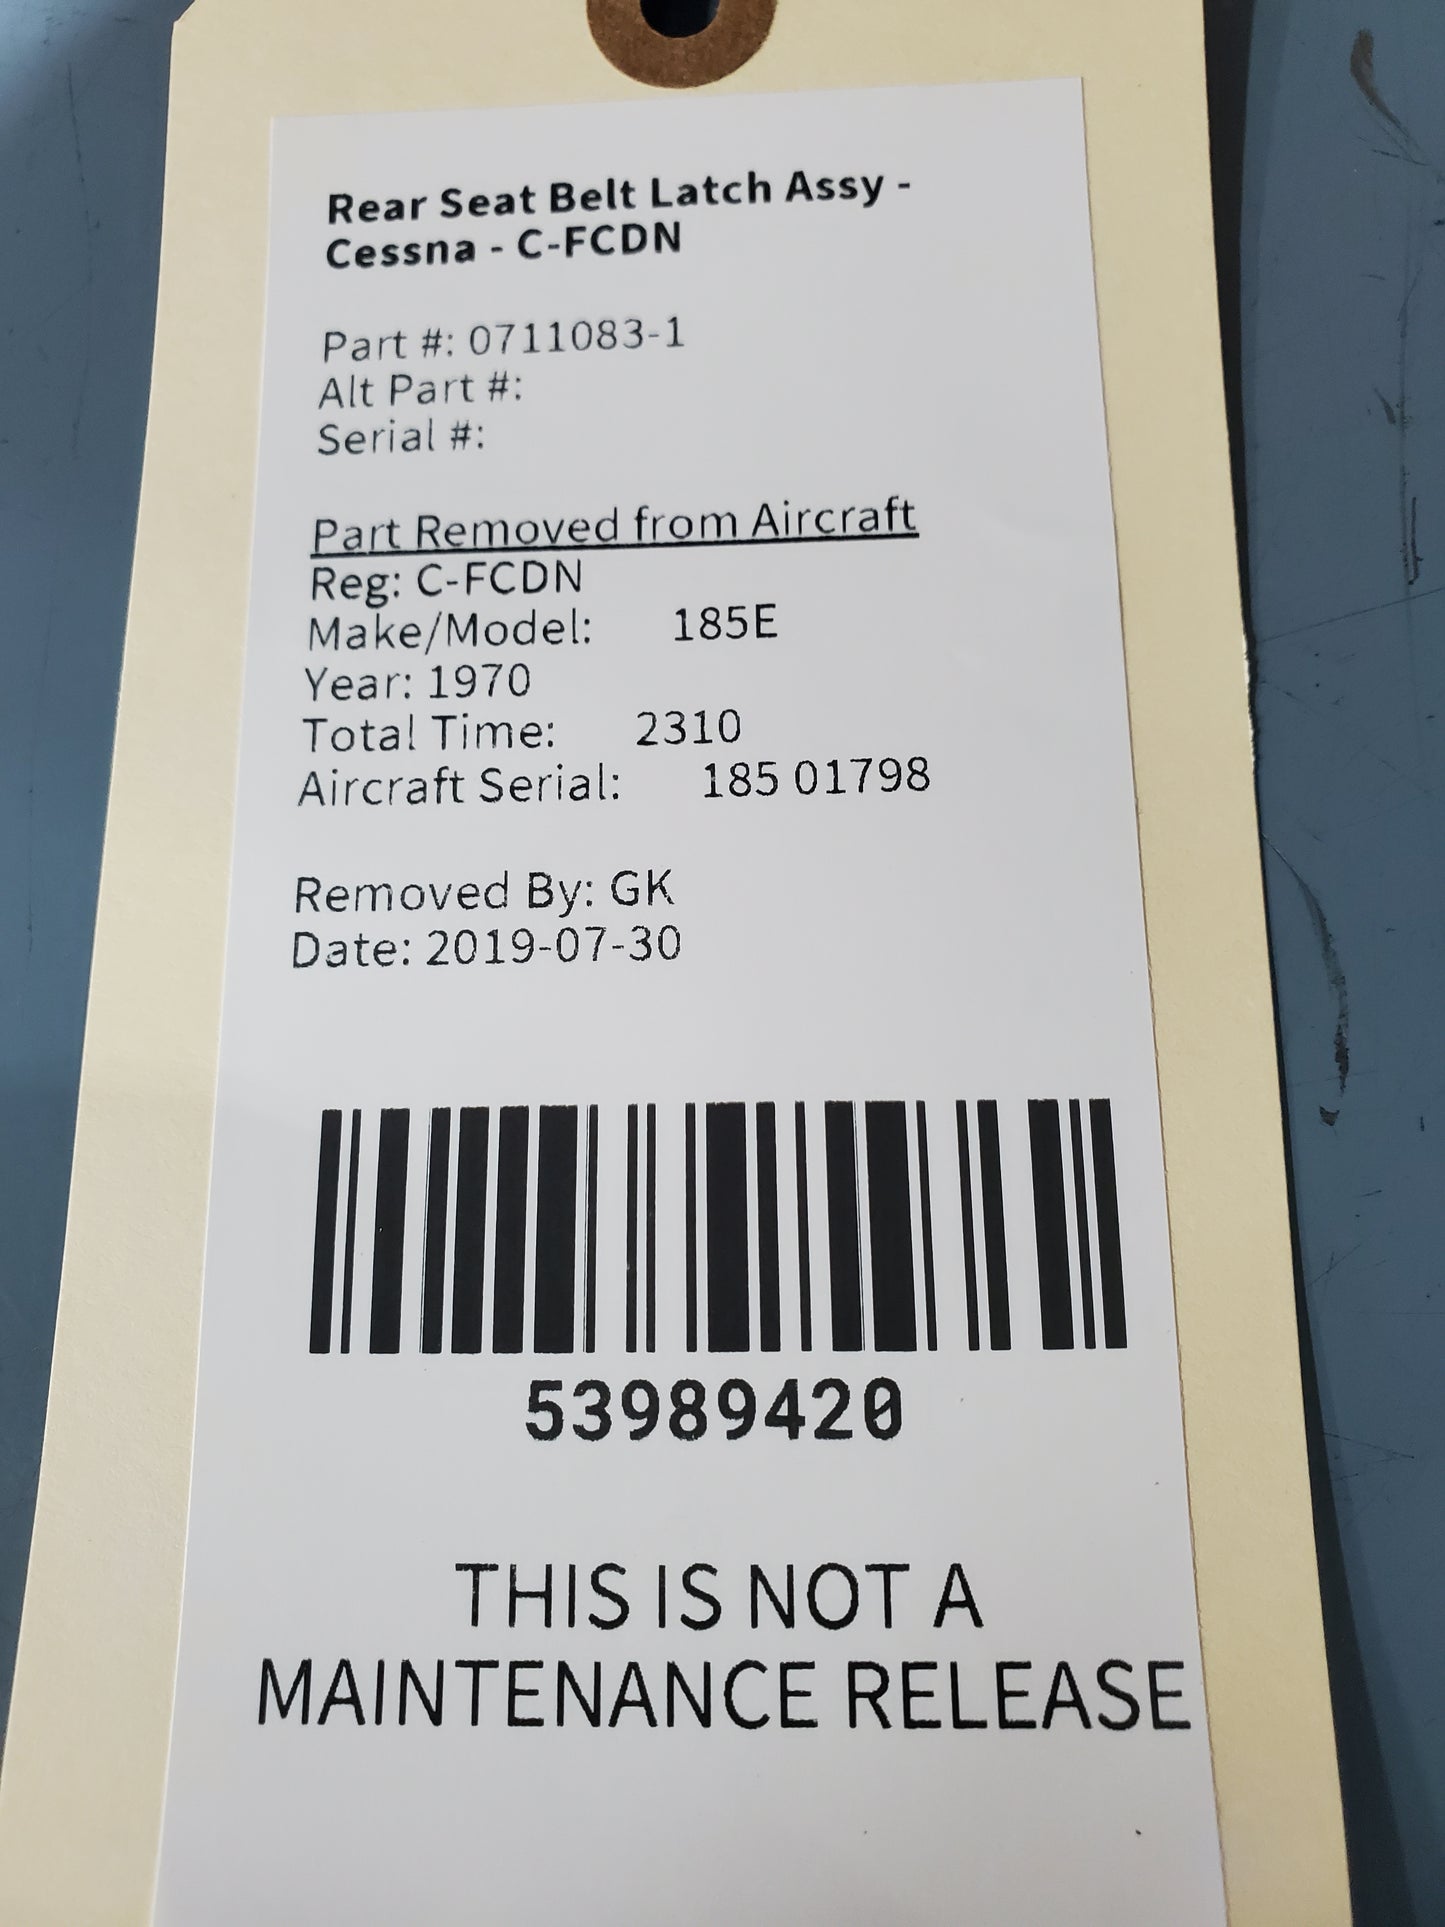 Rear Seat Belt Latch Assy -
Cessna - C-FCDN
Part #: 0711083-1
Alt Part #:
Serial #:
Part Removed from Aircraft
Reg: C-FCDN
Make/Model: 185E
Year: 1970
Total Time: 2310
Aircraft Serial: 185 01798
Removed By: GK
Date: 2019-07-30
53989420
THIS IS NOT A
MAINTENANCE RELEASE